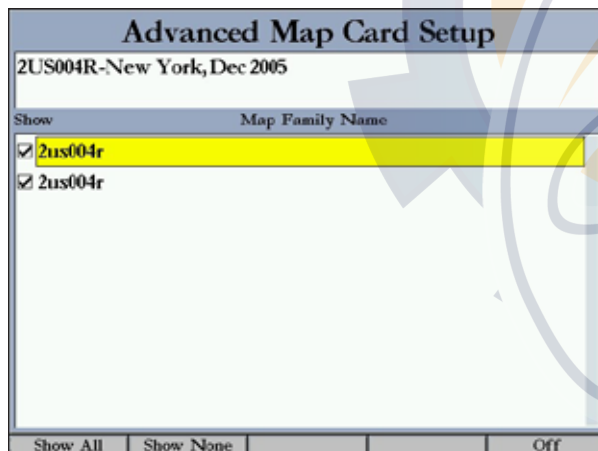 Advanced Map Card Setup
2US004R-New York, Dec 2005
Show Map Family Name
2us004r
2us004r
Show All Show None Off